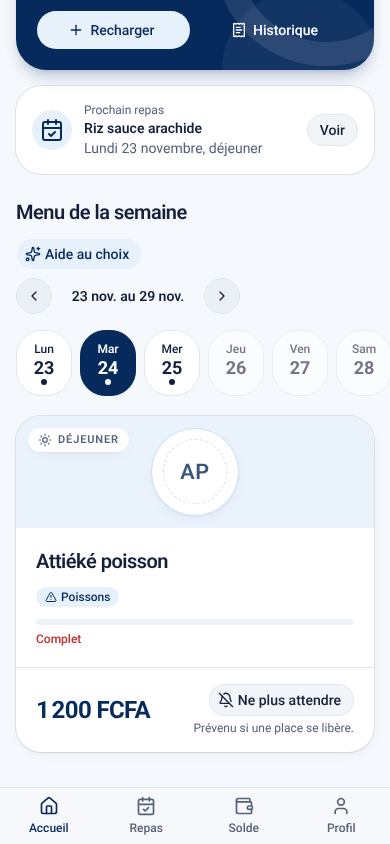 Recharger
Historique
Prochain repas
Riz sauce arachide
Lundi 23 novembre, déjeuner
Voir
Menu de la semaine
Aide au choix
23 nov. au 29 nov.
Lun
23
Mar
24
Mer
25
Jeu
26
Ven
27
Sam
28
DÉJEUNER
AP
Attiéké poisson
Poissons
Complet
1 200 FCFA
Ne plus attendre
Prévenu si une place se libère.
Accueil
Repas
Solde
Profil